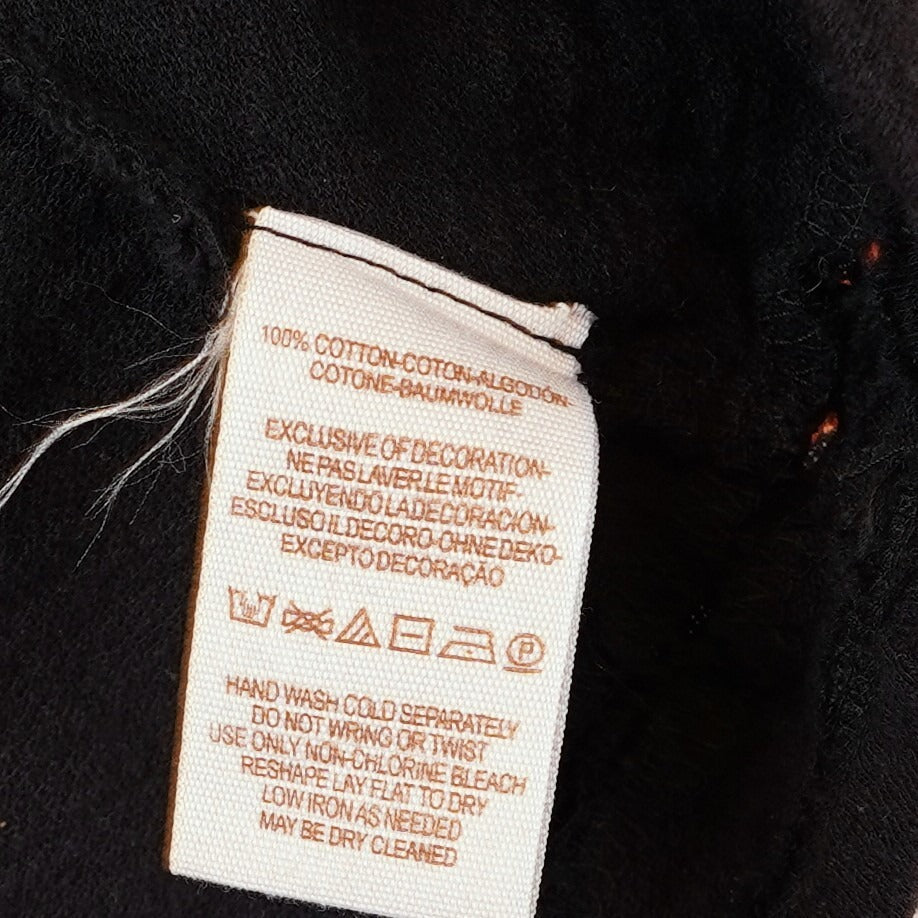 100% COTTON-COTON-ALGODÓN-
COTONE-BAUMWOLLE
EXCLUSIVE OF DECORATION-
NE PAS LAVER LE MOTIF-
EXCLUYENDO LA DECORACION-
ESCLUSO IL DECORO-OHNE DEKO-
EXCEPTO DECORAÇÃO
P
HAND WASH COLD SEPARATELY
DO NOT WRING OR TWIST
USE ONLY NON-CHLORINE BLEACH
RESHAPE LAY FLAT TO DRY
LOW IRON AS NEEDED
MAY BE DRY CLEANED